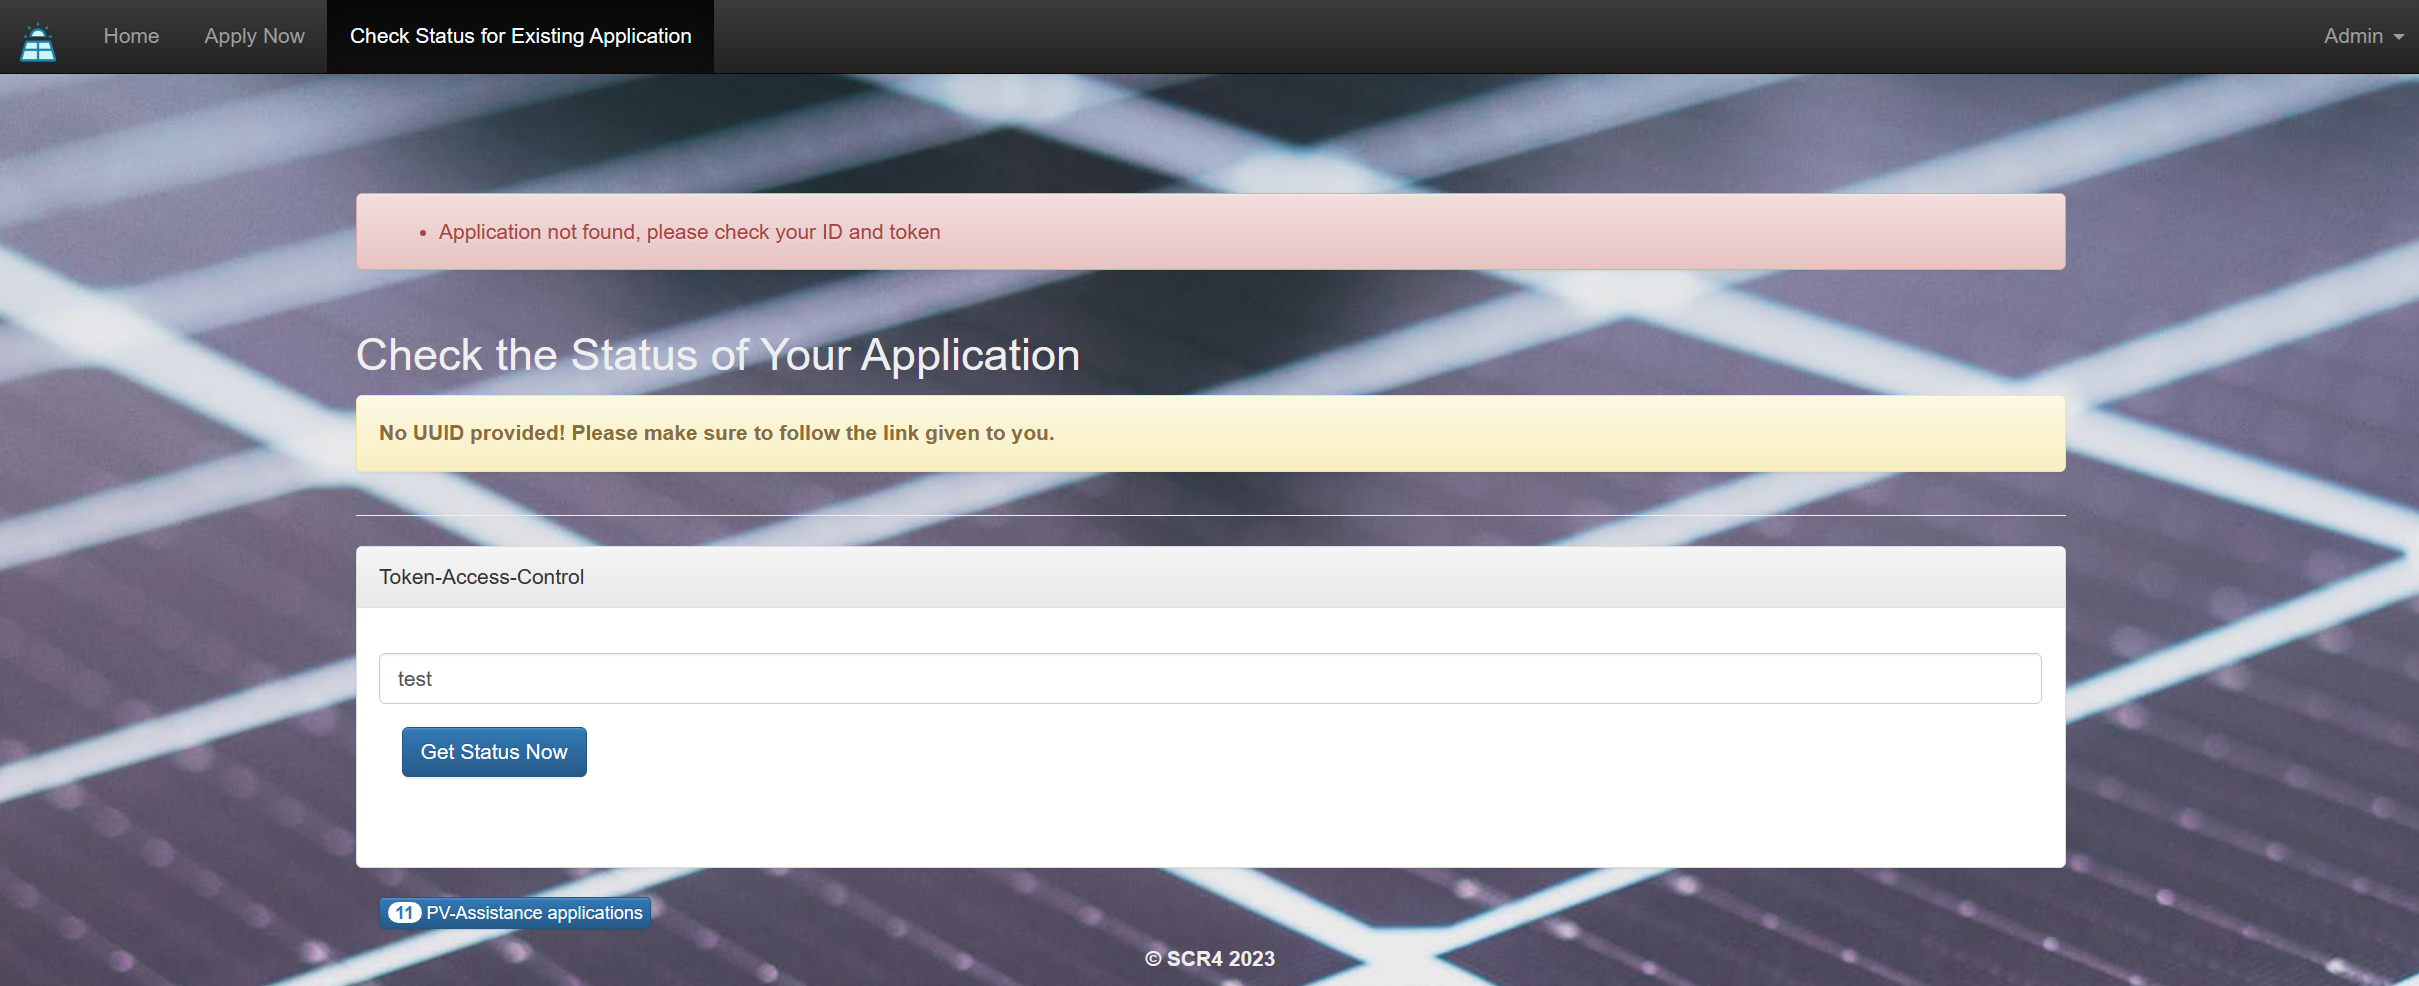 Home Apply Now Check Status for Existing Application Admin
Application not found, please check your ID and token
Check the Status of Your Application
No UUID provided! Please make sure to follow the link given to you.
Token-Access-Control
test
Get Status Now
11 PV-Assistance applications
© SCR4 2023